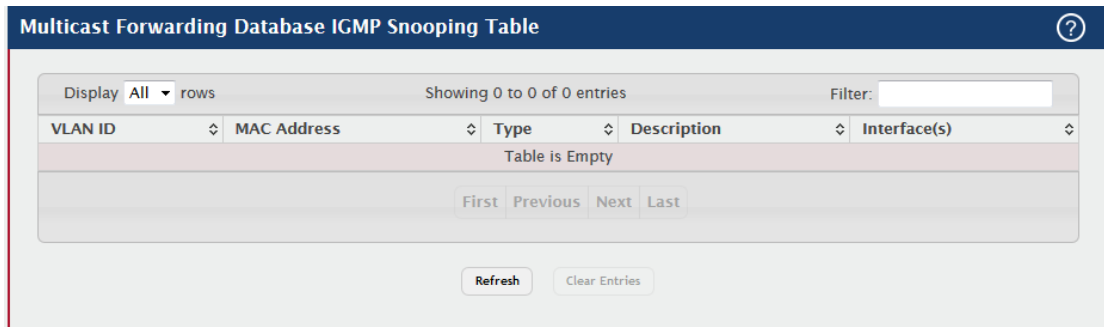 Multicast Forwarding Database IGMP Snooping Table ?
Display All rows Showing 0 to 0 of 0 entries Filter:
VLAN ID MAC Address Type Description Interface(s)
Table is Empty
First Previous Next Last
Refresh Clear Entries